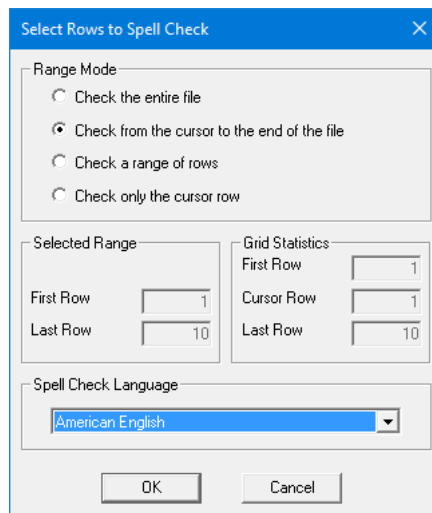 Select Rows to Spell Check
Range Mode
Check the entire file
Check from the cursor to the end of the file
Check a range of rows
Check only the cursor row
Selected Range
First Row 1
Last Row 10
Grid Statistics
First Row 1
Cursor Row 1
Last Row 10
Spell Check Language
American English
OK Cancel